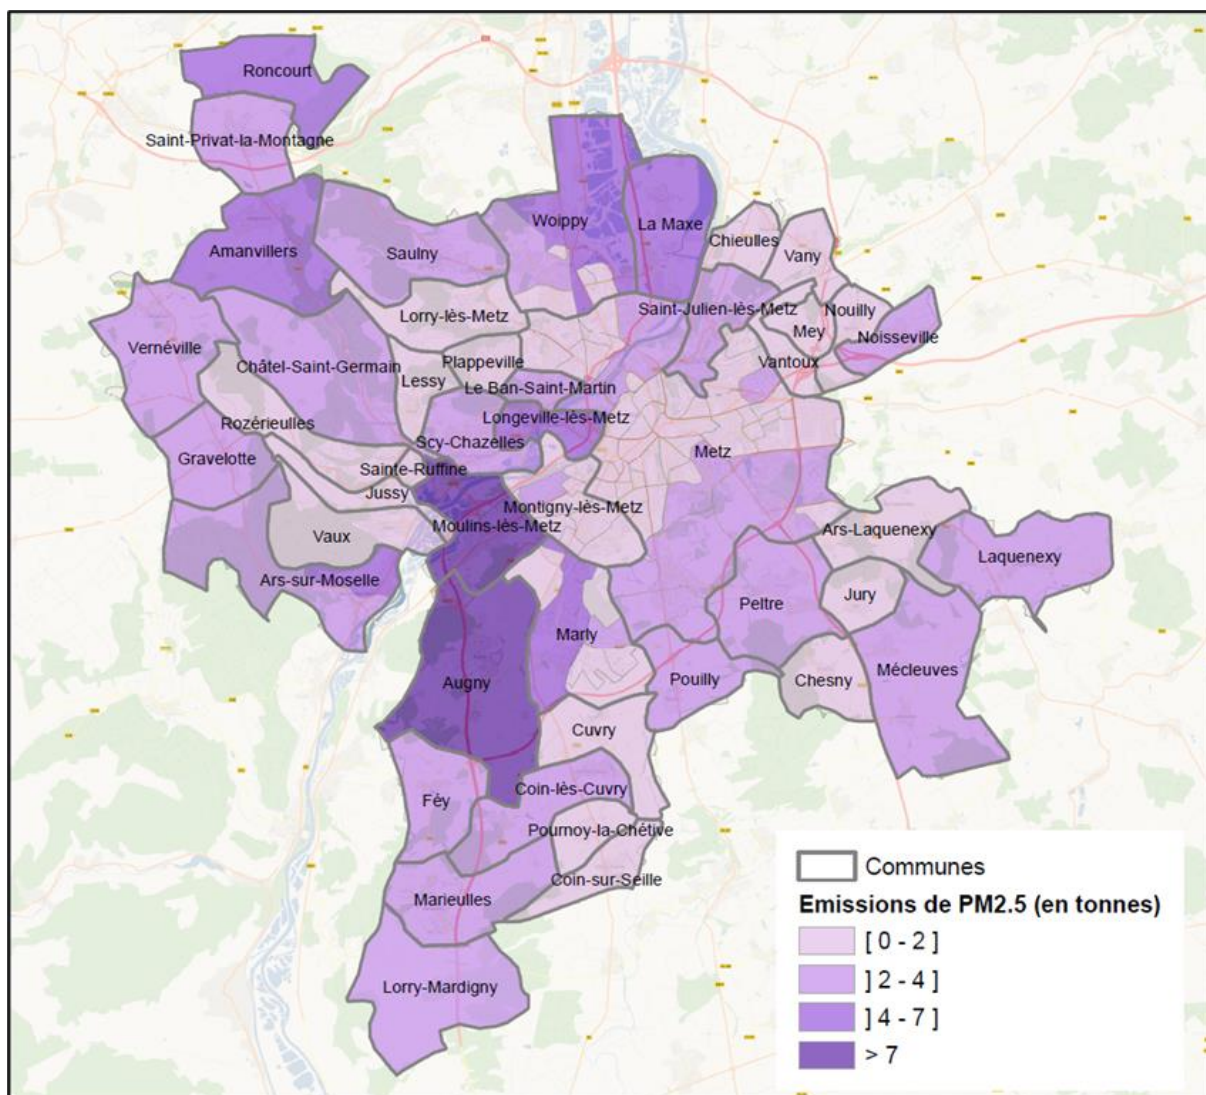 Roncourt
Saint-Privat-la-Montagne
Woippy
La Maxe
Amanvillers
Saulny
Chieulles
Vany
Lorry-lès-Metz
Saint-Julien-lès-Metz
Nouilly
Mey
Noisseville
Vernéville
Châtel-Saint-Germain
Plappeville
Vantoux
Lessy
Le Ban-Saint-Martin
Rozérieulles
Longeville-lès-Metz
Scy-Chazelles
Gravelotte
Metz
Sainte-Ruffine
Jussy
Montigny-lès-Metz
Moulins-lès-Metz
Vaux
Ars-Laquenexy
Laquenexy
Ars-sur-Moselle
Jury
Peltre
Marly
Mécleuves
Augny
Pouilly
Chesny
Cuvry
Coin-lès-Cuvry
Féy
Pournoy-la-Chétive
Coin-sur-Seille
Marieulles
Lorry-Mardigny
Communes
Emissions de PM2.5 (en tonnes)
[ 0 - 2 ]
] 2 - 4 ]
] 4 - 7 ]
> 7